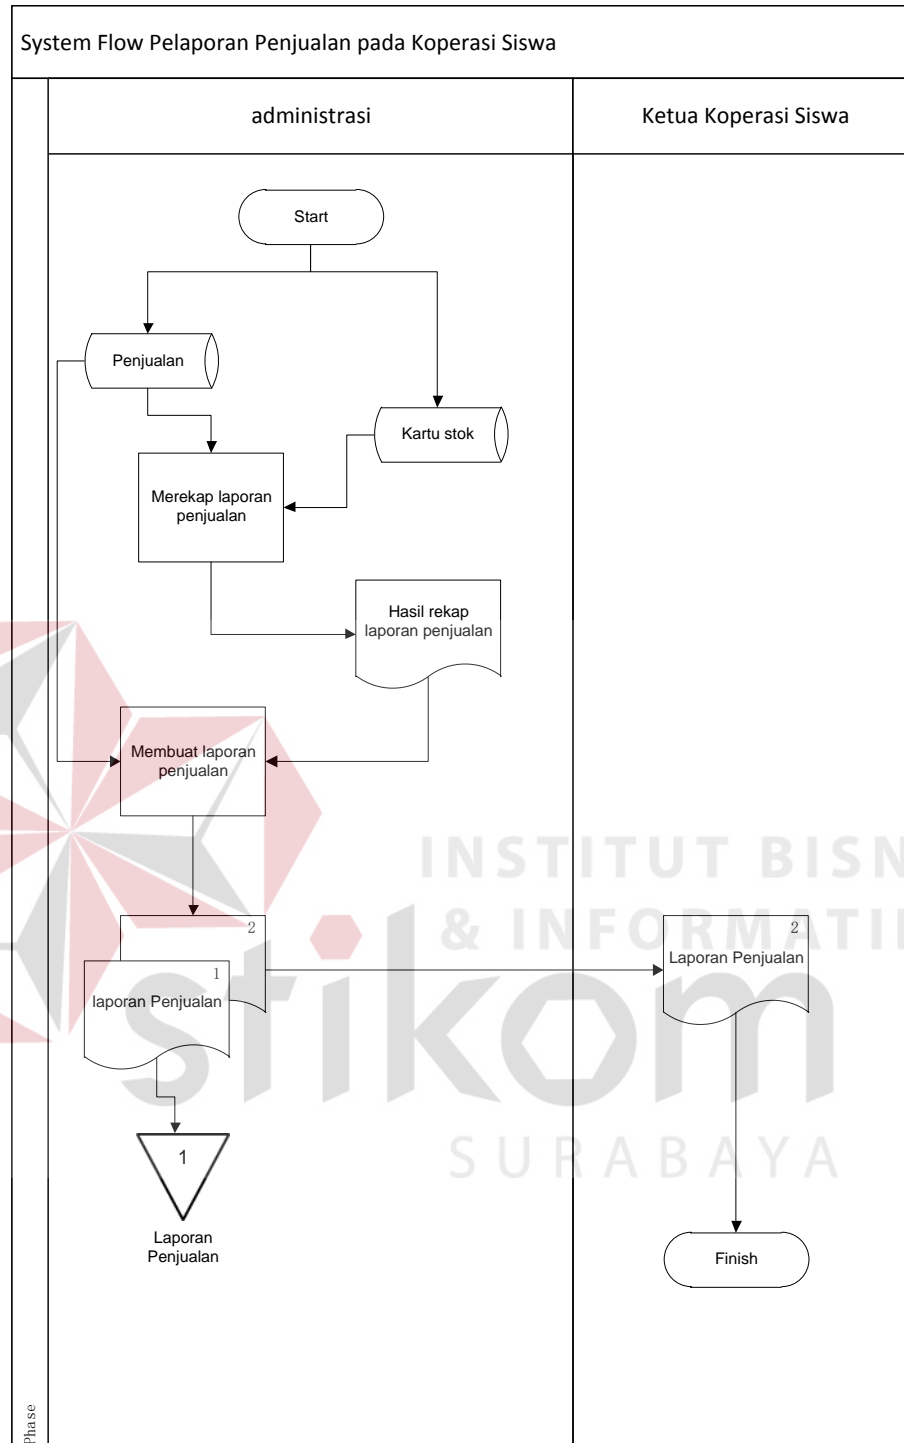 System Flow Pelaporan Penjualan pada Koperasi Siswa
administrasi
Ketua Koperasi Siswa
Start
Penjualan
Kartu stok
Merekap laporan
penjualan
Hasil rekap
laporan penjualan
Membuat laporan
penjualan
INSTITUT BISN
& INFORMATI
2
1
laporan Penjualan
2
Laporan Penjualan
stikom
SURABAYA
1
Laporan
Penjualan
Finish
Phase